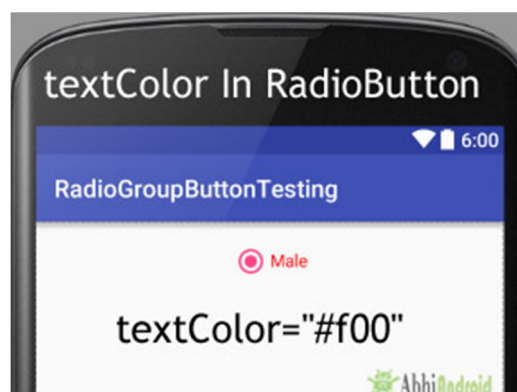 textColor In RadioButton
6:00
RadioGroupButtonTesting
Male
textColor="#f00"
AbhiAndroid